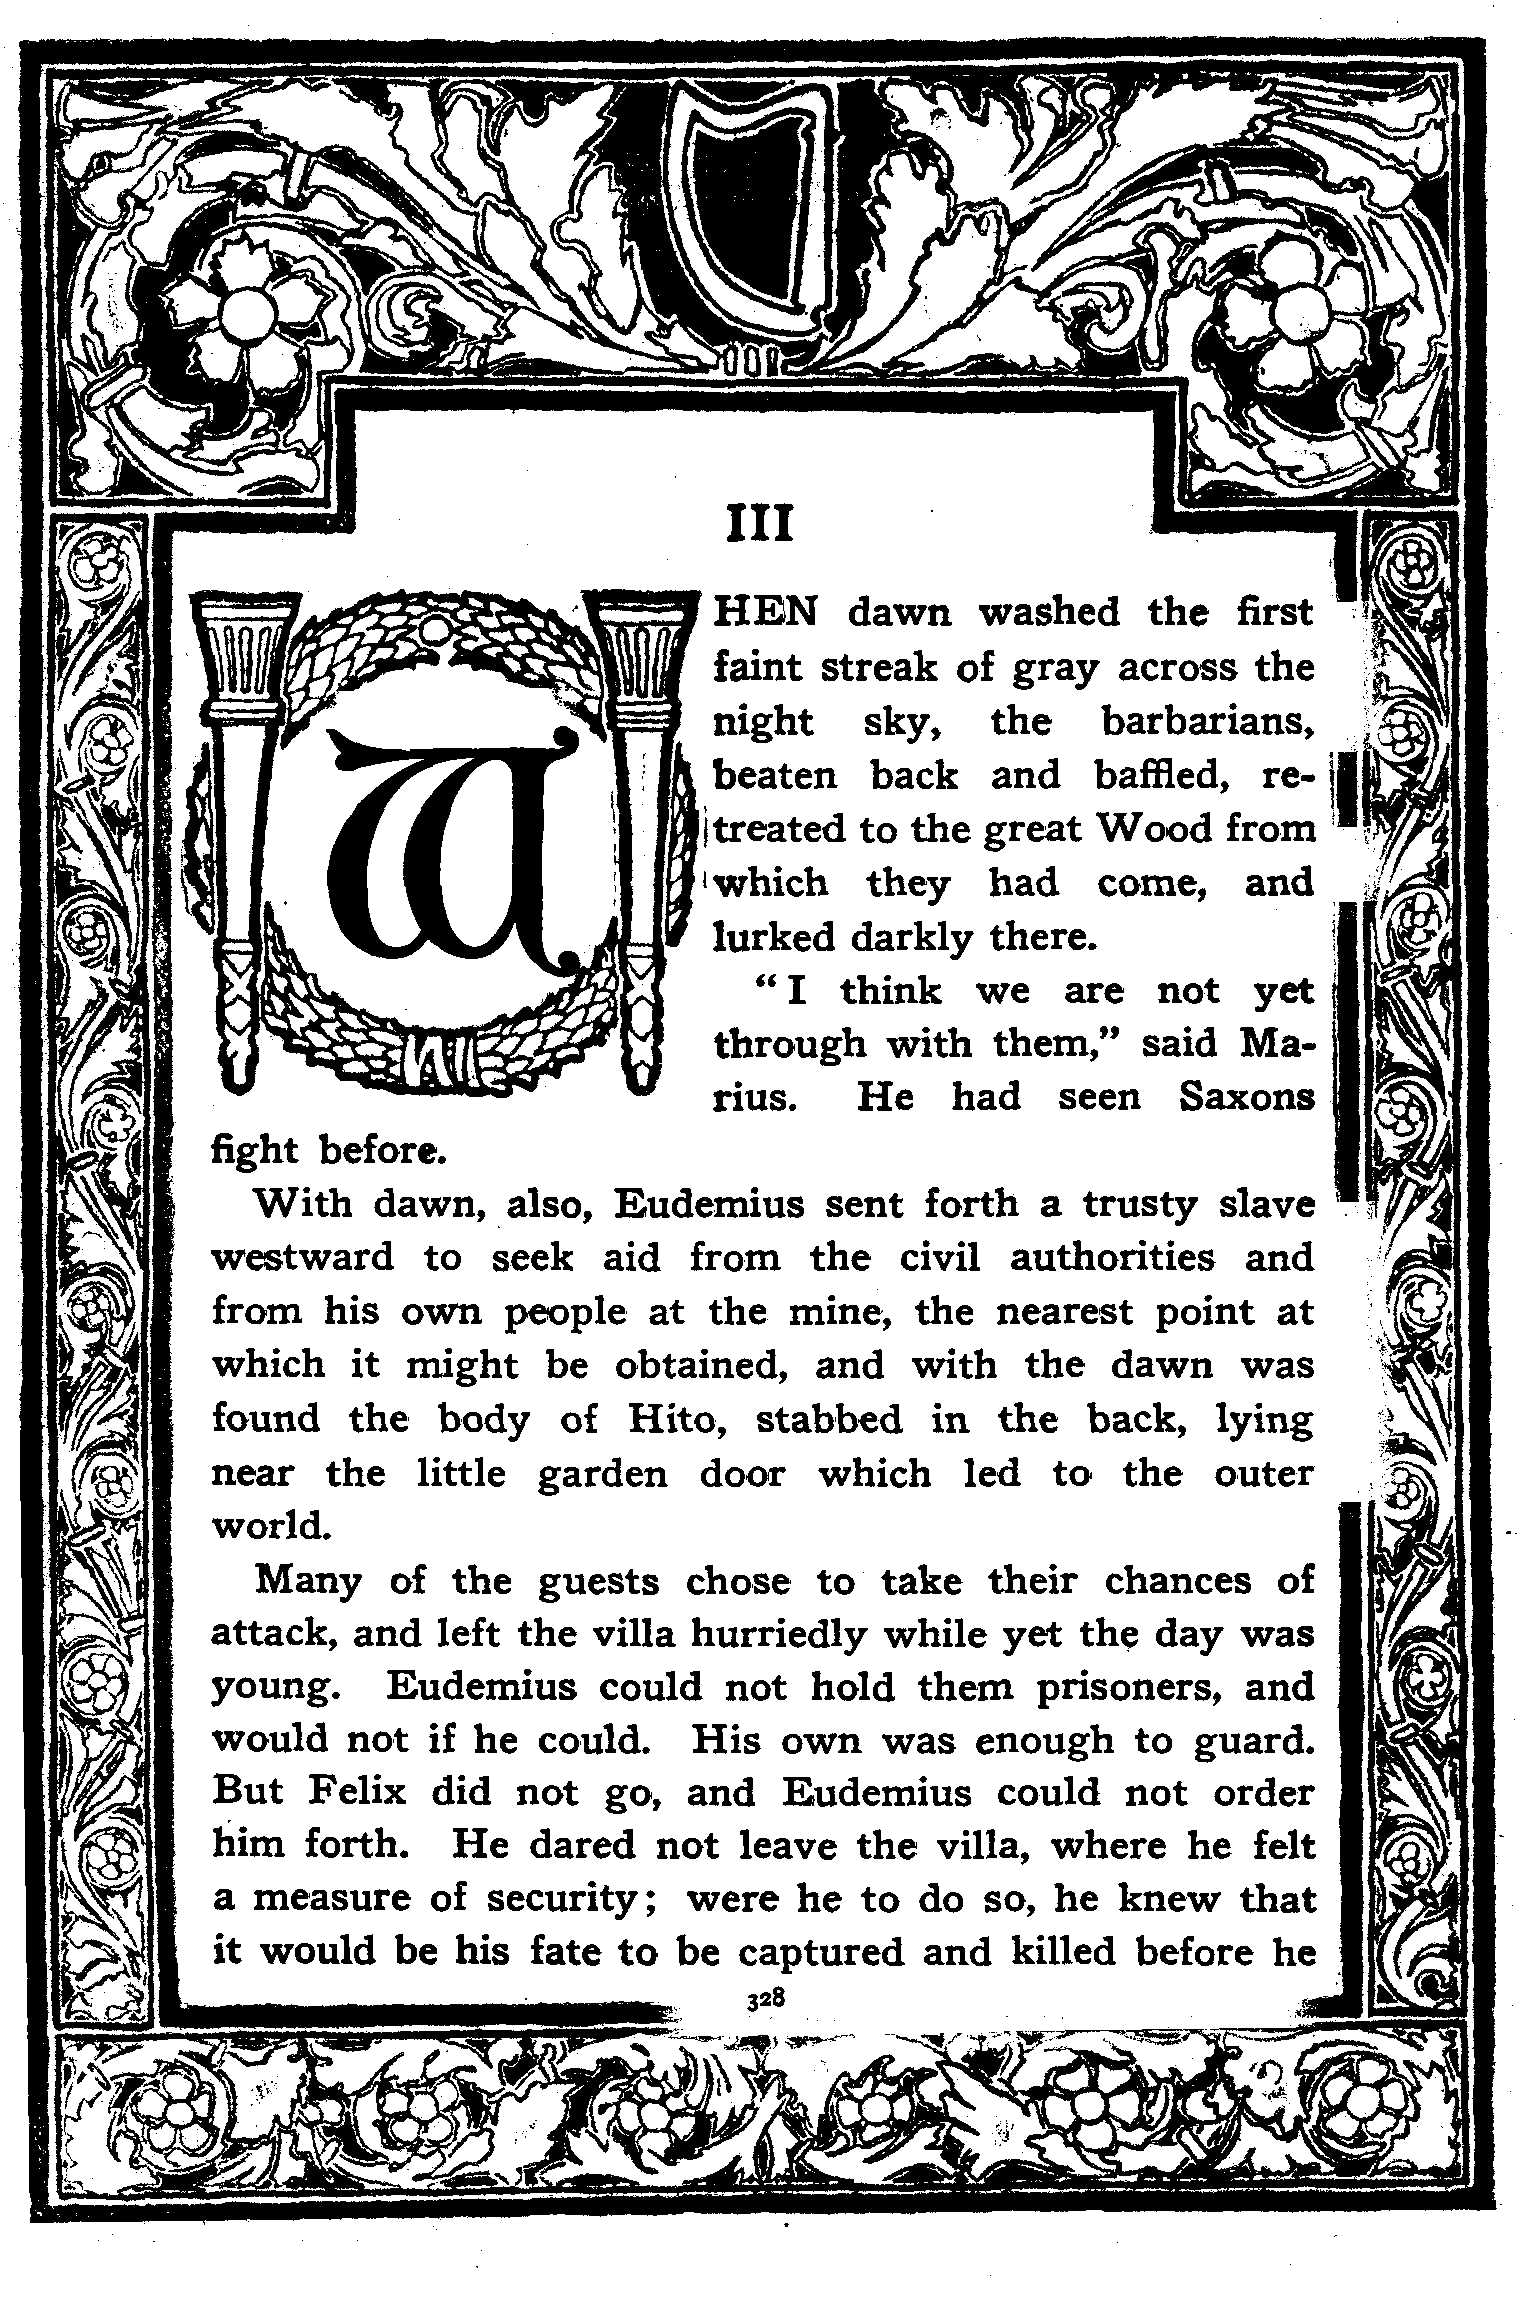 III
WHEN dawn washed the first
faint streak of gray across the
night sky, the barbarians,
beaten back and baffled, re-
treated to the great Wood from
which they had come, and
lurked darkly there.
“I think we are not yet
through with them,” said Ma-
rius. He had seen Saxons
fight before.
With dawn, also, Eudemius sent forth a trusty slave
westward to seek aid from the civil authorities and
from his own people at the mine, the nearest point at
which it might be obtained, and with the dawn was
found the body of Hito, stabbed in the back, lying
near the little garden door which led to the outer
world.
Many of the guests chose to take their chances of
attack, and left the villa hurriedly while yet the day was
young. Eudemius could not hold them prisoners, and
would not if he could. His own was enough to guard.
But Felix did not go, and Eudemius could not order
him forth. He dared not leave the villa, where he felt
a measure of security; were he to do so, he knew that
it would be his fate to be captured and killed before he
328